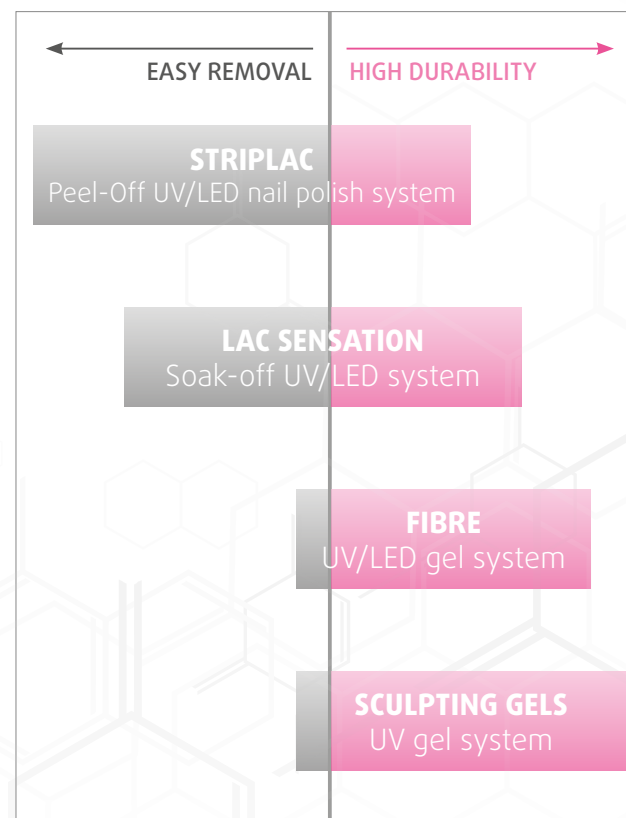 EASY REMOVAL
HIGH DURABILITY
STRIPLAC
Peel-Off UV/LED nail polish system
LAC SENSATION
Soak-off UV/LED system
FIBRE
UV/LED gel system
SCULPTING GELS
UV gel system